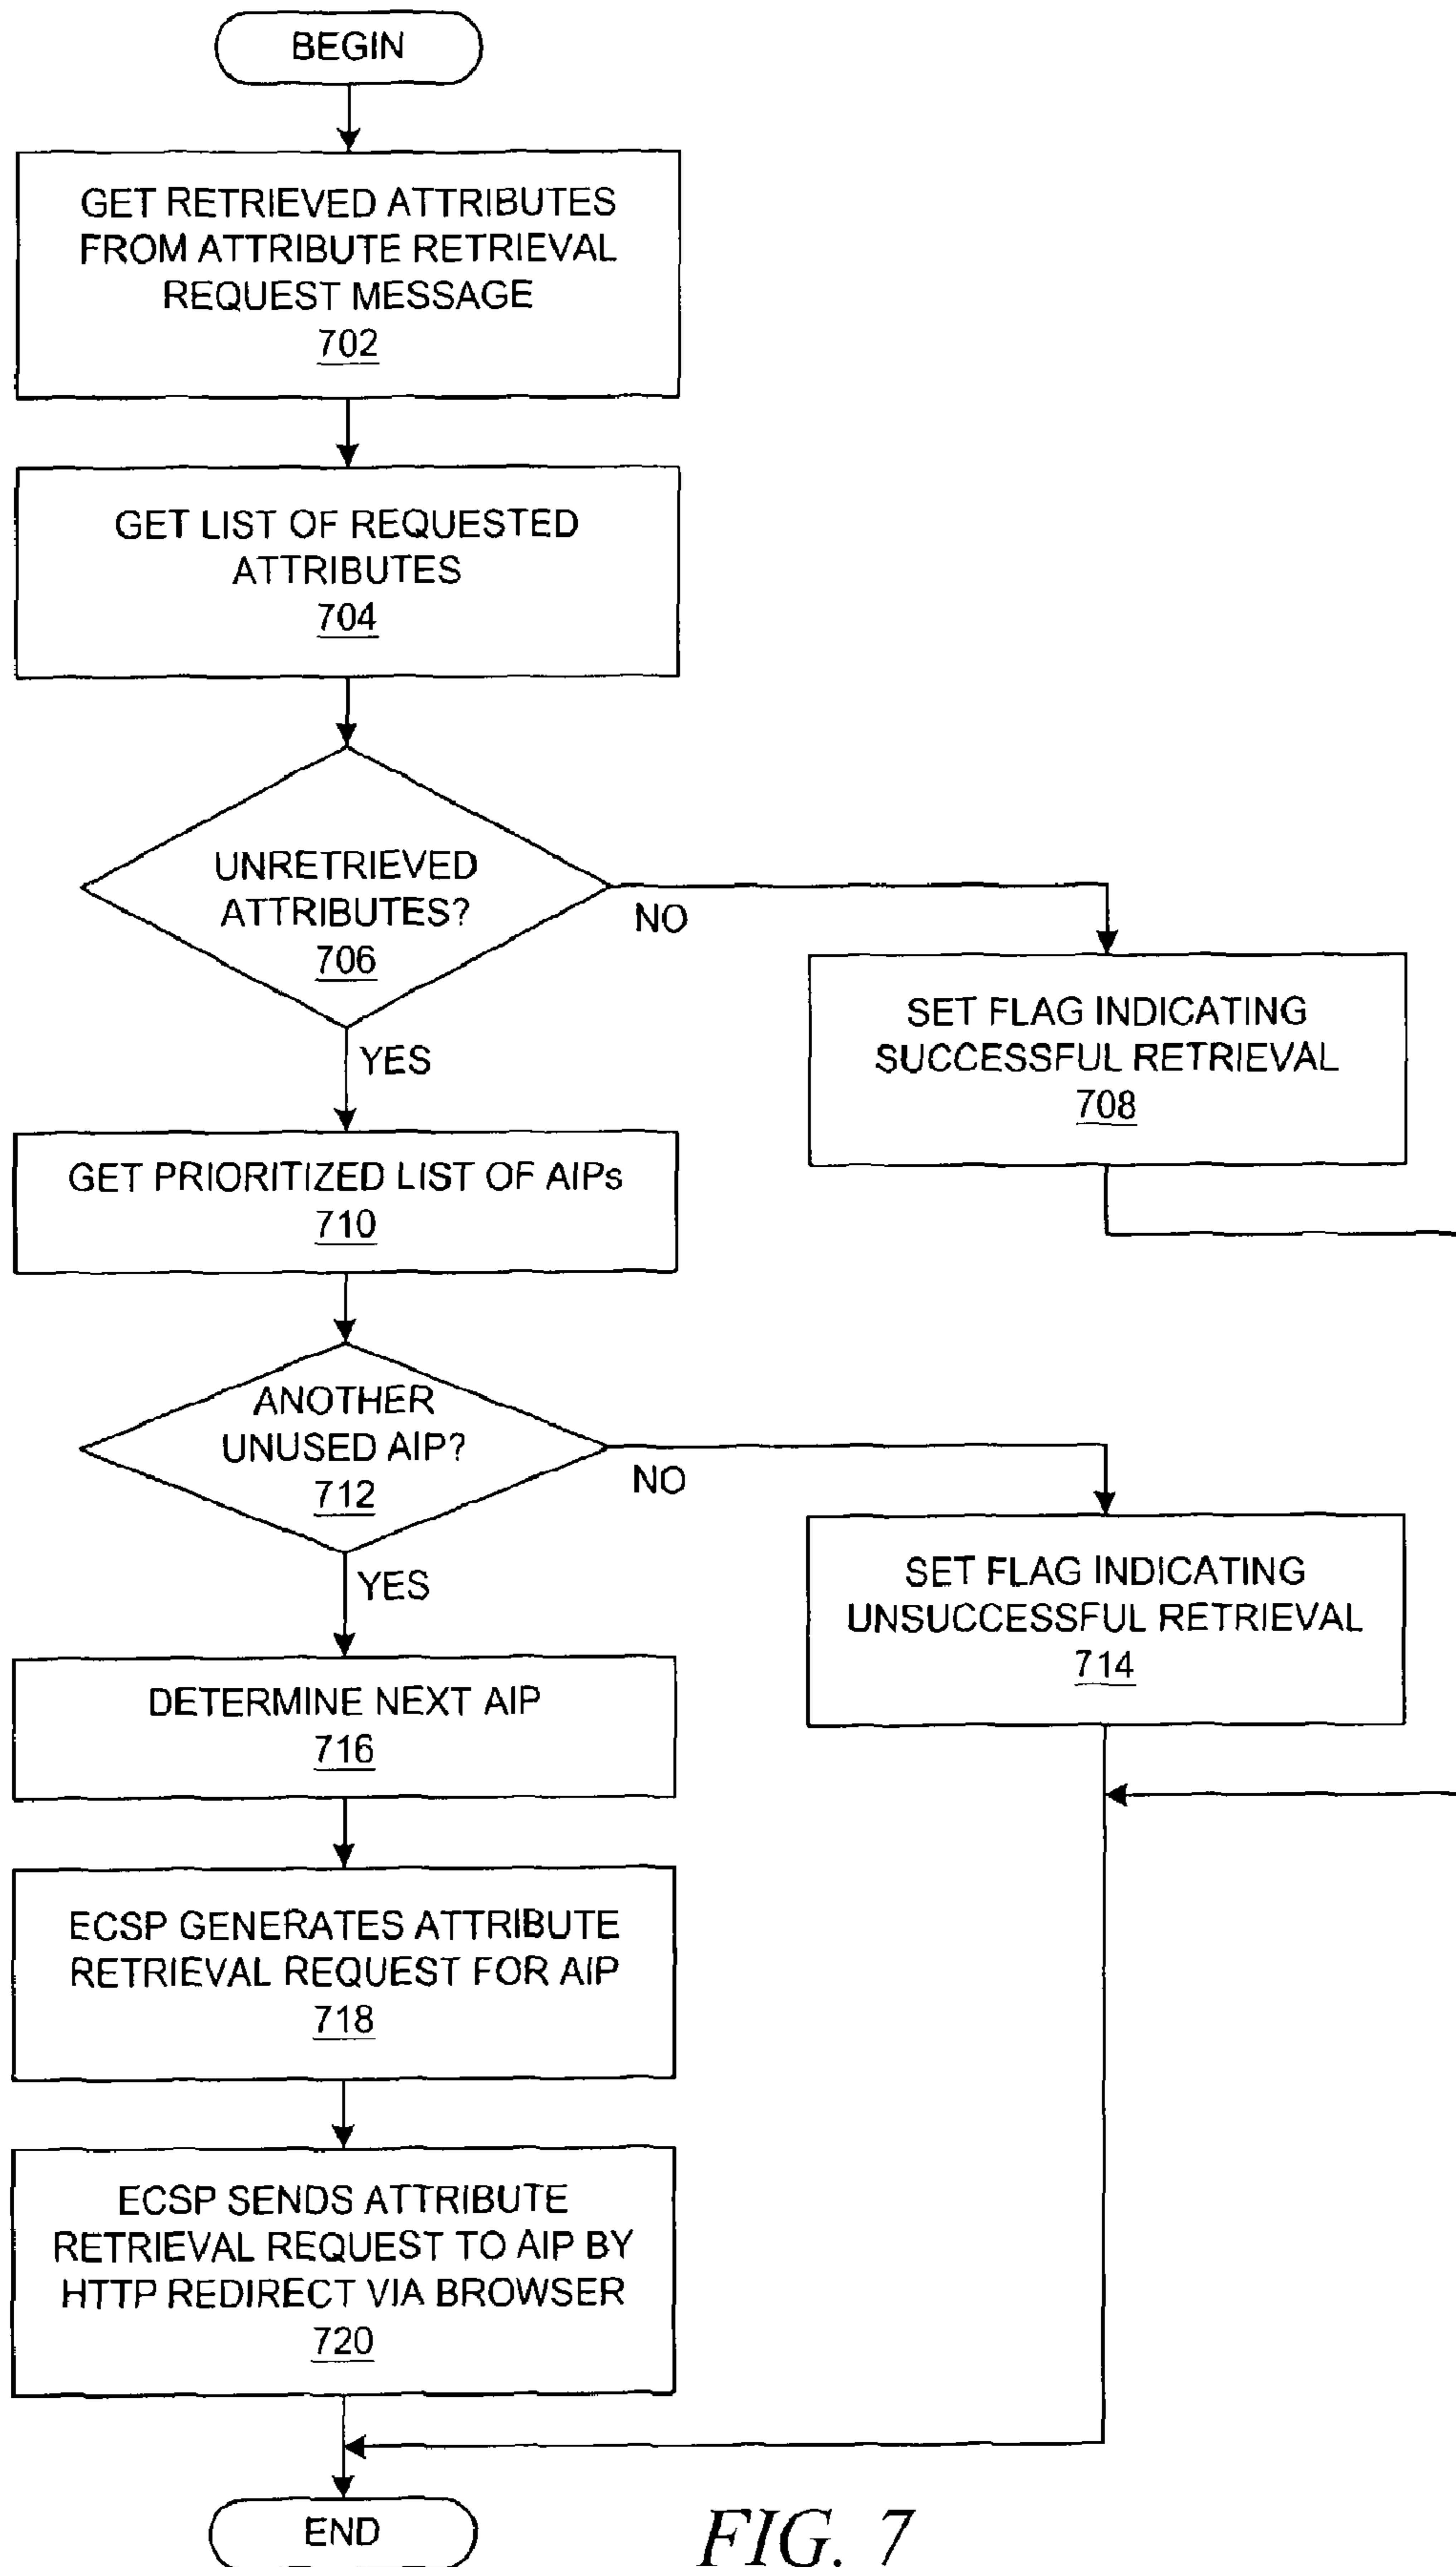 BEGIN
GET RETRIEVED ATTRIBUTES
FROM ATTRIBUTE RETRIEVAL
REQUEST MESSAGE
702
GET LIST OF REQUESTED
ATTRIBUTES
704
UNRETRIEVED
ATTRIBUTES?
706
NO
YES
SET FLAG INDICATING
SUCCESSFUL RETRIEVAL
708
GET PRIORITIZED LIST OF AIPs
710
ANOTHER
UNUSED AIP?
712
NO
YES
SET FLAG INDICATING
UNSUCCESSFUL RETRIEVAL
714
DETERMINE NEXT AIP
716
ECSP GENERATES ATTRIBUTE
RETRIEVAL REQUEST FOR AIP
718
ECSP SENDS ATTRIBUTE
RETRIEVAL REQUEST TO AIP BY
HTTP REDIRECT VIA BROWSER
720
END
FIG. 7